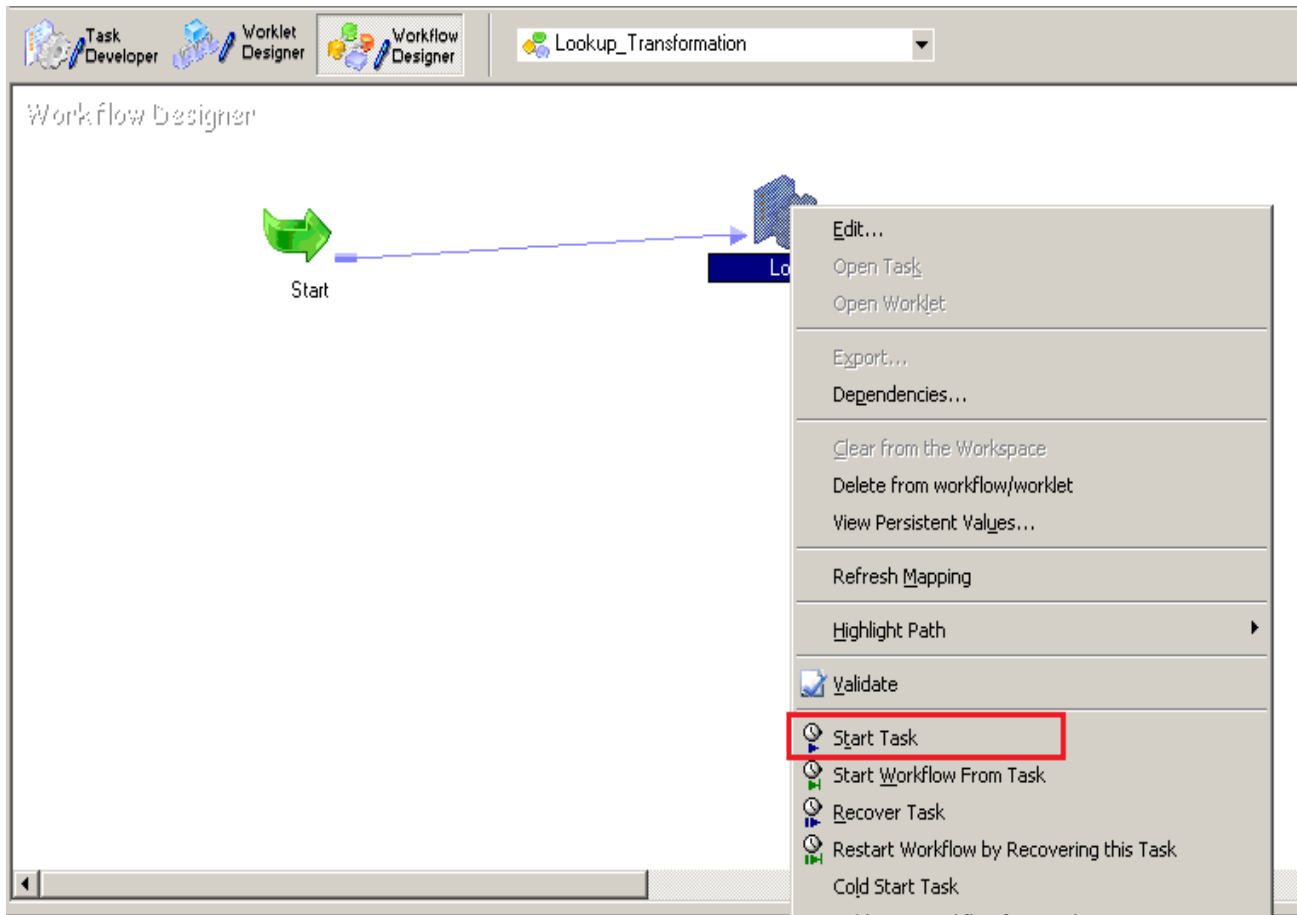 Task
Developer
Worklet
Designer
Workflow
Designer
Lookup_Transformation
Workflow Designer
Start
Lo
Edit...
Open Task
Open Worklet
Export...
Dependencies...
Clear from the Workspace
Delete from workflow/worklet
View Persistent Values...
Refresh Mapping
Highlight Path
Validate
Start Task
Start Workflow From Task
Recover Task
Restart Workflow by Recovering this Task
Cold Start Task